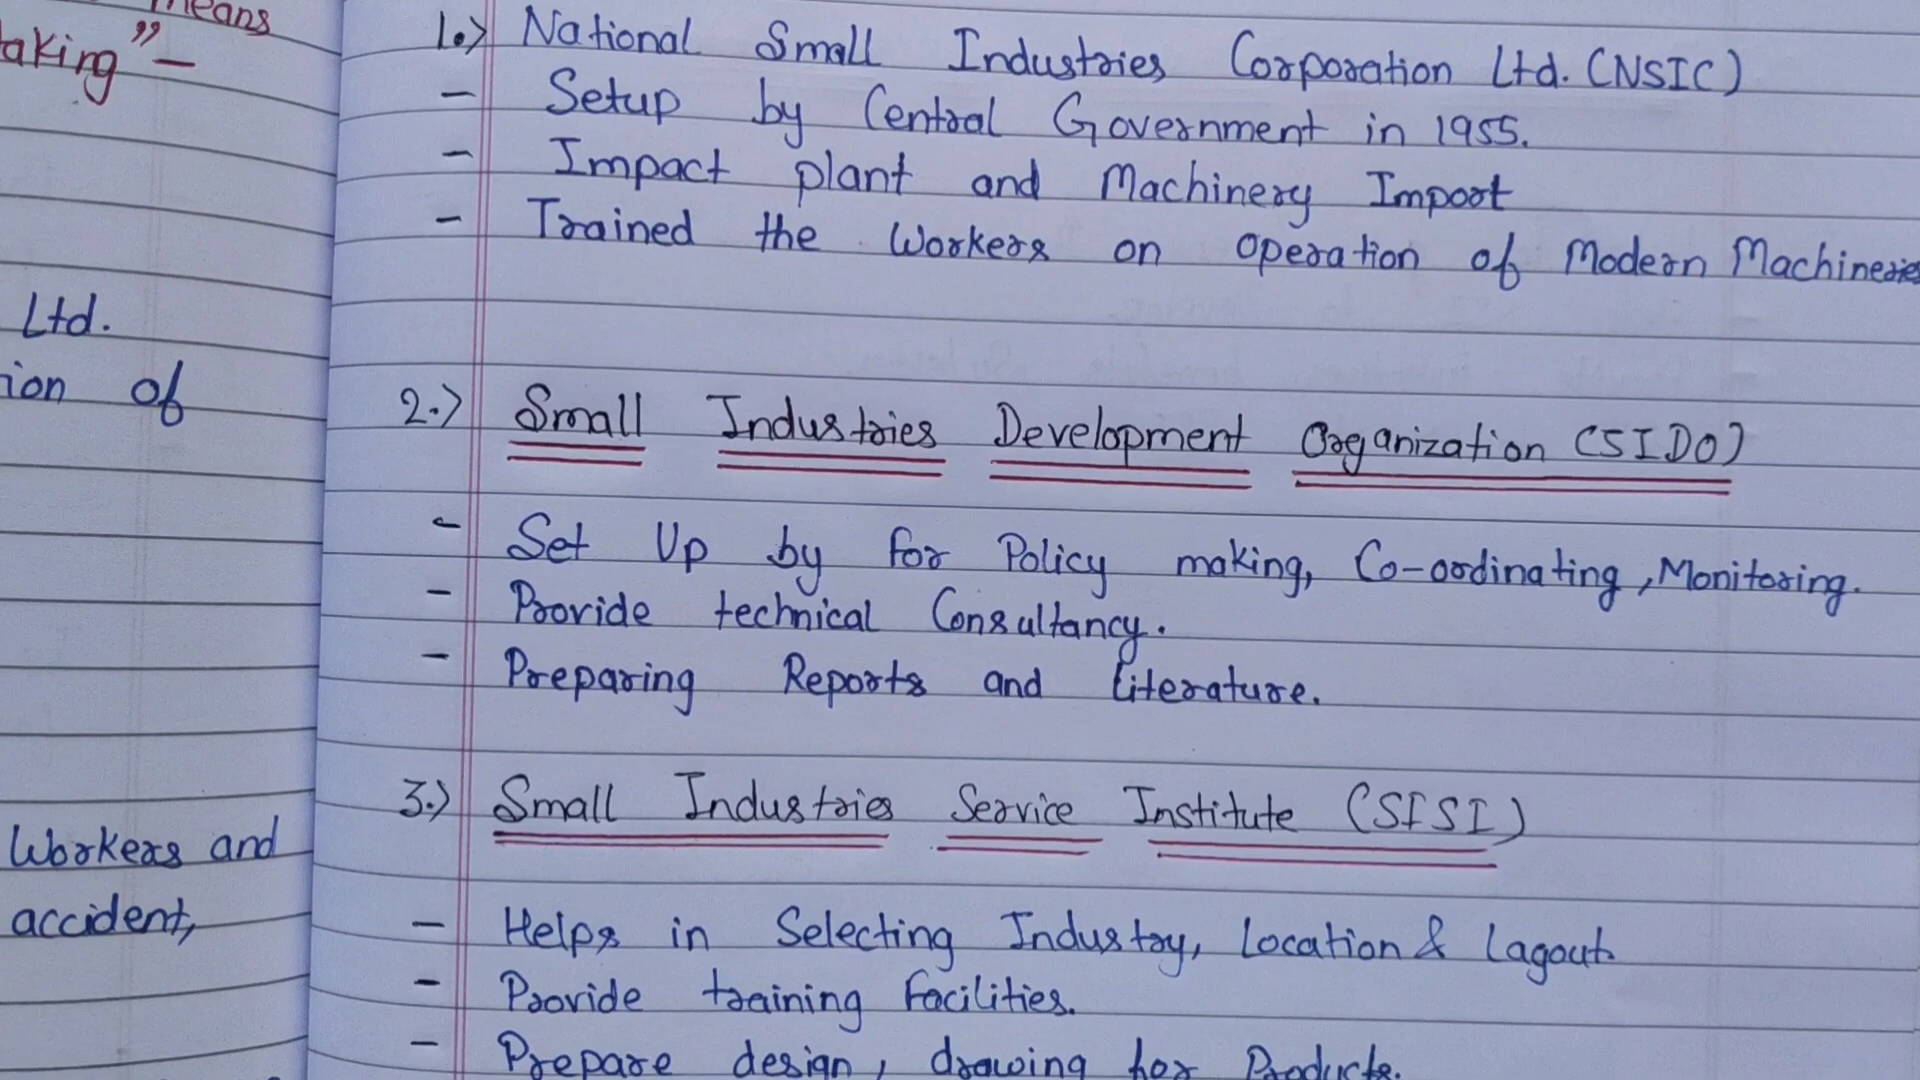 means
aking" –
Ltd.
ion of
Workers and
accident,
1.) National Small Industries Corporation Ltd. (NSIC)
– Setup by Central Government in 1955.
– Impact plant and Machinery Import
– Trained the Workers on operation of Modern Machineries
2.) Small Industries Development Organization (SIDO)
– Set Up by for Policy making, Co-ordinating, Monitoring.
– Provide technical Consultancy.
– Preparing Reports and literature.
3.) Small Industries Service Institute (SISI)
– Helps in Selecting Industry, Location & Lagout.
– Provide training facilities.
– Prepare design, drawing for Products.